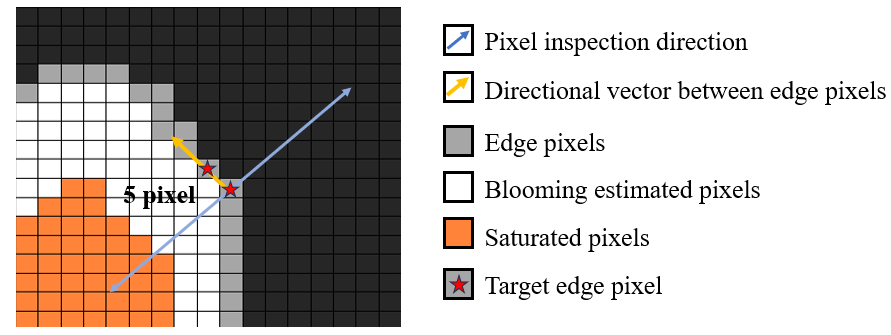 5 pixel
Pixel inspection direction
Directional vector between edge pixels
Edge pixels
Blooming estimated pixels
Saturated pixels
Target edge pixel